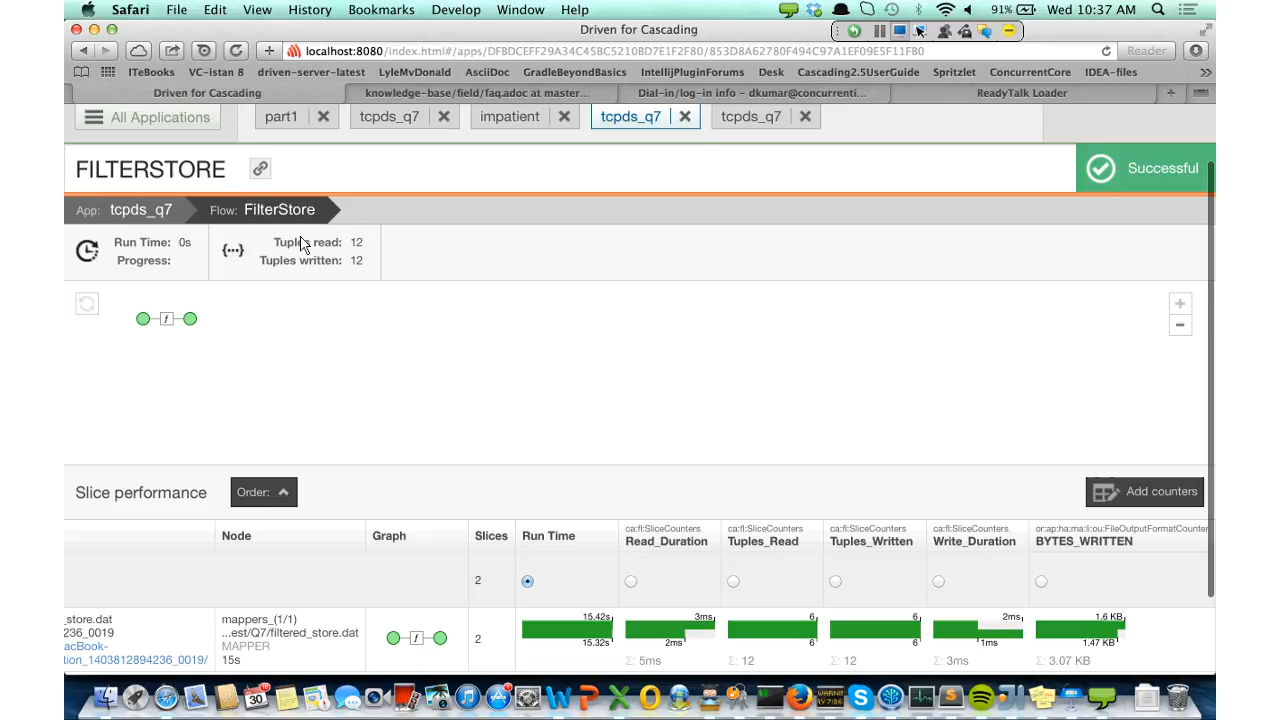 Safari File Edit View History Bookmarks Develop Window Help 91% Wed 10:37 AM
Driven for Cascading
localhost:8080/index.html#/apps/DFBDCEFF29A34C45BC5210BD7E1F2F80/853D8A62780F494C97A1EF09E5F11FB0 Reader
ITeBooks VC-istan 8 driven-server-latest LyleMvDonald AsciiDoc GradleBeyondBasics IntellijPluginForums Desk Cascading2.5UserGuide Spritzlet ConcurrentCore IDEA-files
Driven for Cascading knowledge-base/field/faq.adoc at master... Dial-in/log-in info - dkumar@concurrenti... ReadyTalk Loader
All Applications part1 tcpds_q7 impatient tcpds_q7 tcpds_q7
FILTERSTORE Successful
App: tcpds_q7 Flow: FilterStore
Run Time: 0s Tuples read: 12
Progress: Tuples written: 12
f
Slice performance Order: Add counters
ca:fl:SliceCounters ca:fl:SliceCounters ca:fl:SliceCounters ca:fl:SliceCounters or:ap:ha:ma:li:ou:FileOutputFormatCounter
Node Graph Slices Run Time Read_Duration Tuples_Read Tuples_Written Write_Duration BYTES_WRITTEN
2
_store.dat mappers_(1/1) 15.42s 3ms 6 6 2ms 1.6 KB
236_0019 ...est/Q7/filtered_store.dat f 2
acBook- MAPPER 15.32s 2ms 6 6 1ms 1.47 KB
tion_1403812894236_0019/ 15s Σ: 5ms Σ: 12 Σ: 12 Σ: 3ms Σ: 3.07 KB